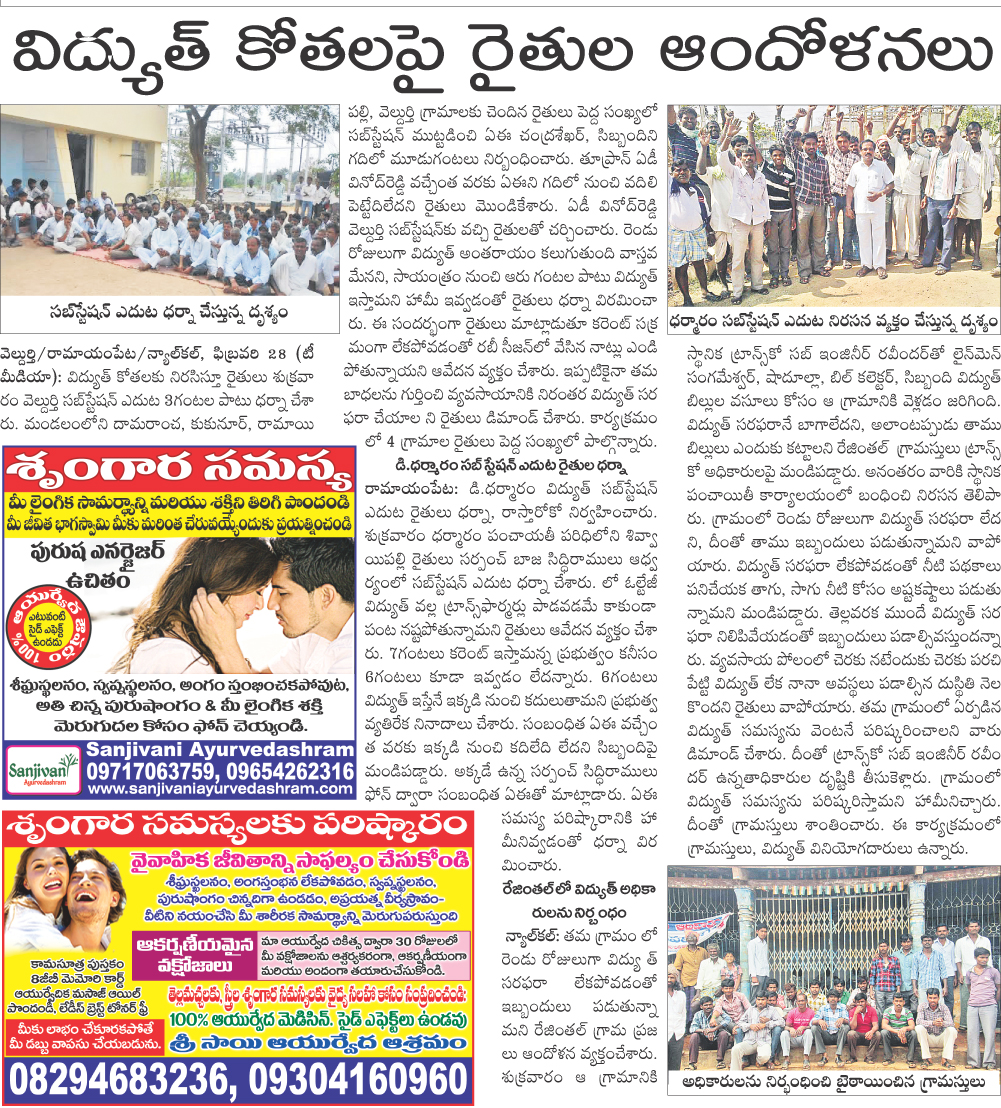 విద్యుత్ కోతలపై రైతుల ఆందోళనలు
సబ్‌స్టేషన్ ఎదుట ధర్నా చేస్తున్న దృశ్యం
వెల్దుర్తి/రామాయంపేట/న్యాల్‌కల్, ఫిబ్రవరి 28 (టీ
మీడియా): విద్యుత్ కోతలకు నిరసిస్తూ రైతులు శుక్రవా
రం వెల్దుర్తి సబ్‌స్టేషన్ ఎదుట 3గంటల పాటు ధర్నా చేశా
రు. మండలంలోని దామరాంచ, కుకునూర్, రామాయి
పల్లి, వెల్దుర్తి గ్రామాలకు చెందిన రైతులు పెద్ద సంఖ్యలో
సబ్‌స్టేషన్ ముట్టడించి ఏఈ చంద్రశేఖర్, సిబ్బందిని
గదిలో మూడుగంటలు నిర్బంధించారు. తూప్రాన్ ఏడీ
వినోద్‌రెడ్డి వచ్చేంత వరకు ఏఈని గదిలో నుంచి వదిలి
పెట్టేదిలేదని రైతులు మొండికేశారు. ఏడీ వినోద్‌రెడ్డి
వెల్దుర్తి సబ్‌స్టేషన్‌కు వచ్చి రైతులతో చర్చించారు. రెండు
రోజులుగా విద్యుత్ అంతరాయం కలుగుతుంది వాస్తవ
మేనని, సాయంత్రం నుంచి ఆరు గంటల పాటు విద్యుత్
ఇస్తామని హామీ ఇవ్వడంతో రైతులు ధర్నా విరమించా
రు. ఈ సందర్భంగా రైతులు మాట్లాడుతూ కరెంట్ సక్ర
మంగా లేకపోవడంతో రబీ సీజన్‌లో వేసిన నాట్లు ఎండి
పోతున్నాయని ఆవేదన వ్యక్తం చేశారు. ఇప్పటికైనా తమ
బాధలను గుర్తించి వ్యవసాయానికి నిరంతర విద్యుత్ సర
ఫరా చేయాల ని రైతులు డిమాండ్ చేశారు. కార్యక్రమం
లో 4 గ్రామాల రైతులు పెద్ద సంఖ్యలో పాల్గొన్నారు.
డి.ధర్మారం సబ్ స్టేషన్ ఎదుట రైతుల ధర్నా
రామాయంపేట: డి.ధర్మారం విద్యుత్ సబ్‌స్టేషన్
ఎదుట రైతులు ధర్నా, రాస్తారోకో నిర్వహించారు.
శుక్రవారం ధర్మారం పంచాయతీ పరిధిలోని శివ్వా
యిపల్లి రైతులు సర్పంచ్ బాజ సిద్ధిరాములు ఆధ్వ
ర్యంలో సబ్‌స్టేషన్ ఎదుట ధర్నా చేశారు. లో ఓల్టేజీ
విద్యుత్ వల్ల ట్రాన్స్‌ఫార్మర్లు పాడవడమే కాకుండా
పంట నష్టపోతున్నామని రైతులు ఆవేదన వ్యక్తం చేశా
రు. 7గంటలు కరెంట్ ఇస్తామన్న ప్రభుత్వం కనీసం
6గంటలు కూడా ఇవ్వడం లేదన్నారు. 6గంటలు
విద్యుత్ ఇస్తేనే ఇక్కడి నుంచి కదులుతామని ప్రభుత్వ
వ్యతిరేక నినాదాలు చేశారు. సంబంధిత ఏఈ వచ్చేం
త వరకు ఇక్కడి నుంచి కదిలేది లేదని సిబ్బందిపై
మండిపడ్డారు. అక్కడే ఉన్న సర్పంచ్ సిద్ధిరాములు
ఫోన్ ద్వారా సంబంధిత ఏఈతో మాట్లాడారు. ఏఈ
సమస్య పరిష్కారానికి హా
మీనివ్వడంతో ధర్నా విర
మించారు.
రేజింతల్ లో విద్యుత్ అధికా
రులను నిర్బంధం
న్యాల్‌కల్: తమ గ్రామం లో
రెండు రోజులుగా విద్యు త్
సరఫరా లేకపోవడంతో
ఇబ్బందులు పడుతున్నా
మని రేజింతల్ గ్రామ ప్రజ
లు ఆందోళన వ్యక్తంచేశారు.
శుక్రవారం ఆ గ్రామానికి
ధర్మారం సబ్‌స్టేషన్ ఎదుట నిరసన వ్యక్తం చేస్తున్న దృశ్యం
స్థానిక ట్రాన్స్‌కో సబ్ ఇంజినీర్ రవీందర్‌తో లైన్‌మెన్
సంగమేశ్వర్, షాదుల్లా, బిల్ కలెక్టర్, సిబ్బంది విద్యుత్
బిల్లుల వసూలు కోసం ఆ గ్రామానికి వెళ్లడం జరిగింది.
విద్యుత్ సరఫరానే బాగాలేదని, అలాంటప్పుడు తాము
బిల్లులు ఎందుకు కట్టాలని రేజింతల్ గ్రామస్తులు ట్రాన్స్
కో అధికారులపై మండిపడ్డారు. అనంతరం వారికి స్థానిక
పంచాయితీ కార్యాలయంలో బంధించి నిరసన తెలిపా
రు. గ్రామంలో రెండు రోజులుగా విద్యుత్ సరఫరా లేద
ని, దీంతో తాము ఇబ్బందులు పడుతున్నామని వాపో
యారు. విద్యుత్ సరఫరా లేకపోవడంతో నీటి పథకాలు
పనిచేయక తాగు, సాగు నీటి కోసం అష్టకష్టాలు పడుతు
న్నామని మండిపడ్డారు. తెల్లవరక ముందే విద్యుత్ సర
ఫరా నిలిపివేయడంతో ఇబ్బందులు పడాల్సివస్తుందన్నా
రు. వ్యవసాయ పోలంలో చెరకు నటేందుకు చెరకు పరచి
పేట్టి విద్యుత్ లేక నానా అవస్థలు పడాల్సిన దుస్థితి నెల
కొందని రైతులు వాపోయారు. తమ గ్రామంలో ఏర్పడిన
విద్యుత్ సమస్యను వెంటనే పరిష్కరించాలని వారు
డిమాండ్ చేశారు. దీంతో ట్రాన్స్‌కో సబ్ ఇంజినీర్ రవీం
దర్ ఉన్నతాధికారుల దృష్టికి తీసుకెళ్లారు. గ్రామంలో
విద్యుత్ సమస్యను పరిష్కరిస్తామని హామీనిచ్చారు.
దీంతో గ్రామస్తులు శాంతించారు. ఈ కార్యక్రమంలో
గ్రామస్తులు, విద్యుత్ వినియోగదారులు ఉన్నారు.
అధికారులను నిర్బంధించి బైఠాయించిన గ్రామస్తులు
శృంగార సమస్య
మీ లైంగిక సామర్థ్యాన్ని మరియు శక్తిని తిరిగి పొందండి
మీ జీవిత భాగస్వామి మీకు మరింత చేరువయ్యేందుకు ప్రయత్నించండి
పురుష ఎనర్జైజర్
ఉచితం
100% ఆయుర్వేద ఔషధం
ఎటువంటి
సైడ్ ఎఫెక్ట్
ఉండదు
శీఘ్రస్ఖలనం, స్వప్నస్ఖలనం, అంగం స్తంభించకపోవుట,
అతి చిన్న పురుషాంగం & మీ లైంగిక శక్తి
మెరుగుదల కోసం ఫోన్ చెయ్యండి.
Sanjivani
Ayurvedashram
Sanjivani Ayurvedashram
09717063759, 09654262316
www.sanjivaniayurvedashram.com
శృంగార సమస్యలకు పరిష్కారం
వైవాహిక జీవితాన్ని సాఫల్యం చేసుకోండి
శీఘ్రస్ఖలనం, అంగస్తంభన లేకపోవడం, స్వప్నస్ఖలనం,
పురుషాంగం చిన్నదిగా ఉండడం, అప్రయత్న వీర్యస్రావం-
వీటిని నయంచేసి మీ శారీరక సామర్థ్యాన్ని మెరుగుపరుస్తుంది
ఆకర్షణీయమైన
వక్షోజాలు
మా ఆయుర్వేద చికిత్స ద్వారా 30 రోజులలో
మీ వక్షోజాలను ఆశ్చర్యకరంగా, ఆకర్షణీయంగా
మరియు అందంగా తయారుచేసుకోండి.
కామసూత్ర పుస్తకం
8జీబీ మెమోరి కార్డ్
ఆయుర్వేదిక మసాజ్ ఆయిల్
పొందండి, లేడీస్ బ్రెస్ట్ టోనర్ ఫ్రీ
తెల్లమచ్చలకు, స్త్రీల శృంగార సమస్యలకు వైద్య సలహా కోసం సంప్రతించండి:
100% ఆయుర్వేద మెడిసిన్. సైడ్ ఎఫెక్ట్‌లు ఉండవు
మీకు లాభం చేకూరకపోతే
మీ డబ్బు వాపసు చేయబడును.
శ్రీ సాయి ఆయుర్వేద ఆశ్రమం
08294683236, 09304160960